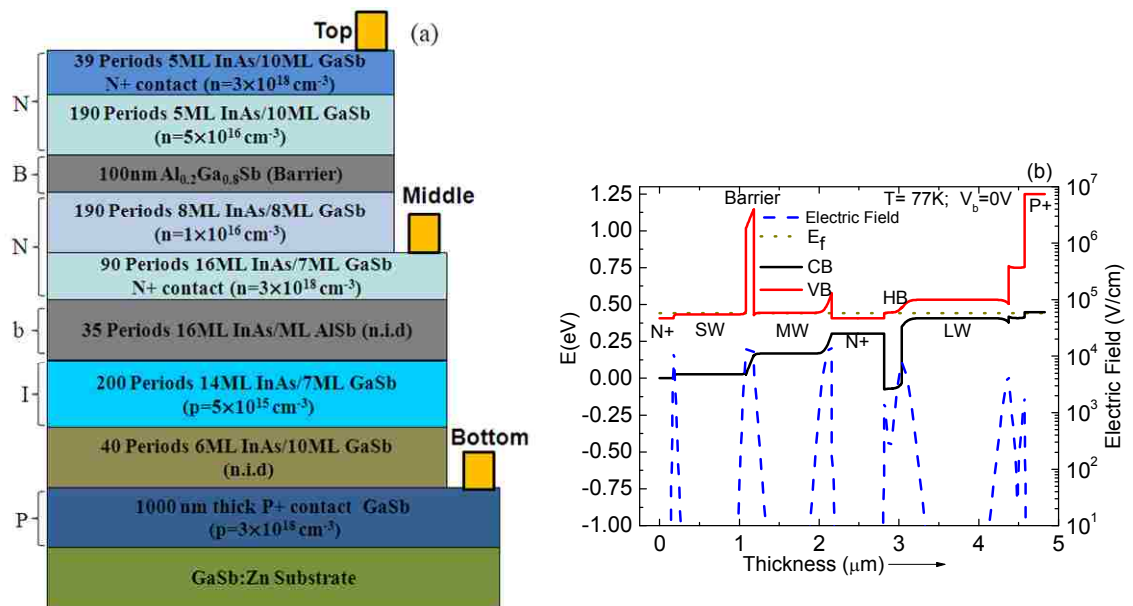 Top
(a)
39 Periods 5ML InAs/10ML GaSb
N+ contact (n=3×10¹⁸ cm⁻³)
N
190 Periods 5ML InAs/10ML GaSb
(n=5×10¹⁶ cm⁻³)
B
100nm Al₀.₂Ga₀.₈Sb (Barrier)
Middle
190 Periods 8ML InAs/8ML GaSb
(n=1×10¹⁶ cm⁻³)
N
90 Periods 16ML InAs/7ML GaSb
N+ contact (n=3×10¹⁸ cm⁻³)
b
35 Periods 16ML InAs/ML AlSb (n.i.d)
I
200 Periods 14ML InAs/7ML GaSb
(p=5×10¹⁵ cm⁻³)
Bottom
40 Periods 6ML InAs/10ML GaSb
(n.i.d)
P
1000 nm thick P+ contact GaSb
(p=3×10¹⁸ cm⁻³)
GaSb:Zn Substrate
(b)
E(eV)
1.25
1.00
0.75
0.50
0.25
0.00
-0.25
-0.50
-0.75
-1.00
Barrier
T= 77K; V_b=0V
P+
Electric Field
E_f
CB
VB
HB
N+
SW
MW
N+
LW
0
1
2
3
4
5
Thickness (μm)
10⁷
10⁶
10⁵
10⁴
10³
10²
10¹
Electric Field (V/cm)